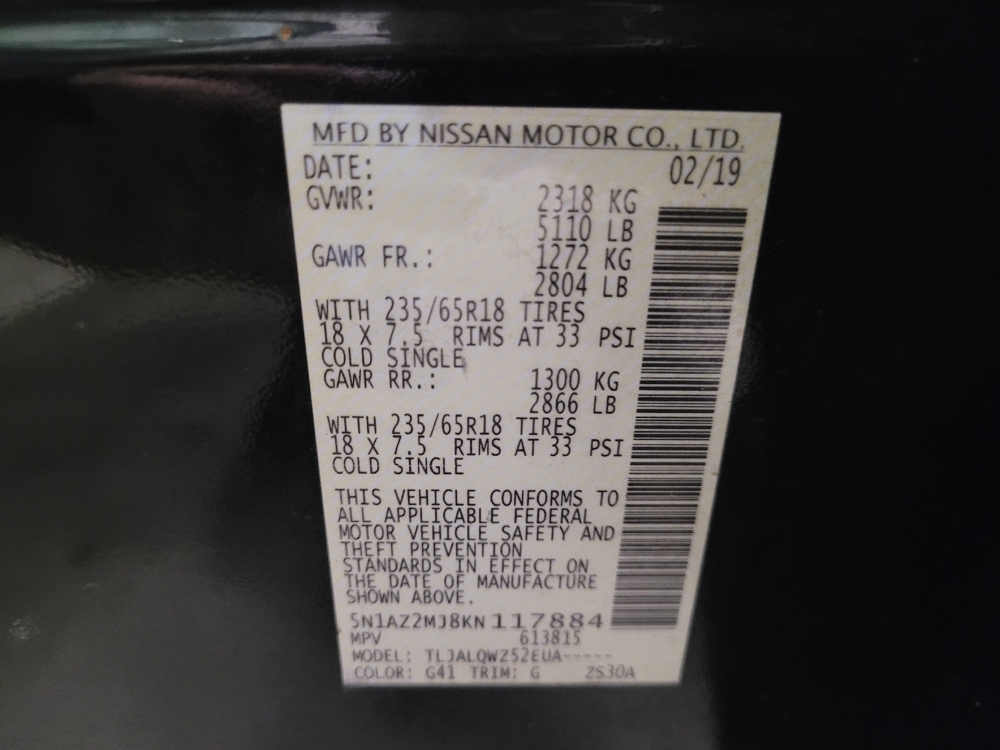 MFD BY NISSAN MOTOR CO., LTD.
DATE: 02/19
GVWR: 2318 KG
5110 LB
GAWR FR.: 1272 KG
2804 LB
WITH 235/65R18 TIRES
18 X 7.5 RIMS AT 33 PSI
COLD SINGLE
GAWR RR.: 1300 KG
2866 LB
WITH 235/65R18 TIRES
18 X 7.5 RIMS AT 33 PSI
COLD SINGLE
THIS VEHICLE CONFORMS TO
ALL APPLICABLE FEDERAL
MOTOR VEHICLE SAFETY AND
THEFT PREVENTION
STANDARDS IN EFFECT ON
THE DATE OF MANUFACTURE
SHOWN ABOVE.
5N1AZ2MJ8KN117884
MPV 613815
MODEL: TLJALQWZ52EUA-----
COLOR: G41 TRIM: G ZS30A